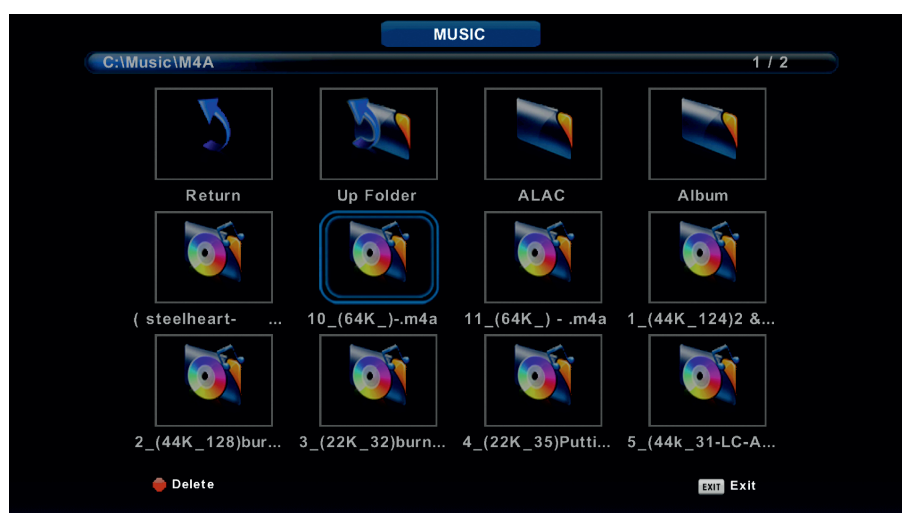 MUSIC
C:\Music\M4A 1 / 2
Return Up Folder ALAC Album
( steelheart- ... 10_(64K_)-.m4a 11_(64K_) - .m4a 1_(44K_124)2 &...
2_(44K_128)bur... 3_(22K_32)burn... 4_(22K_35)Putti... 5_(44k_31-LC-A...
Delete EXIT Exit